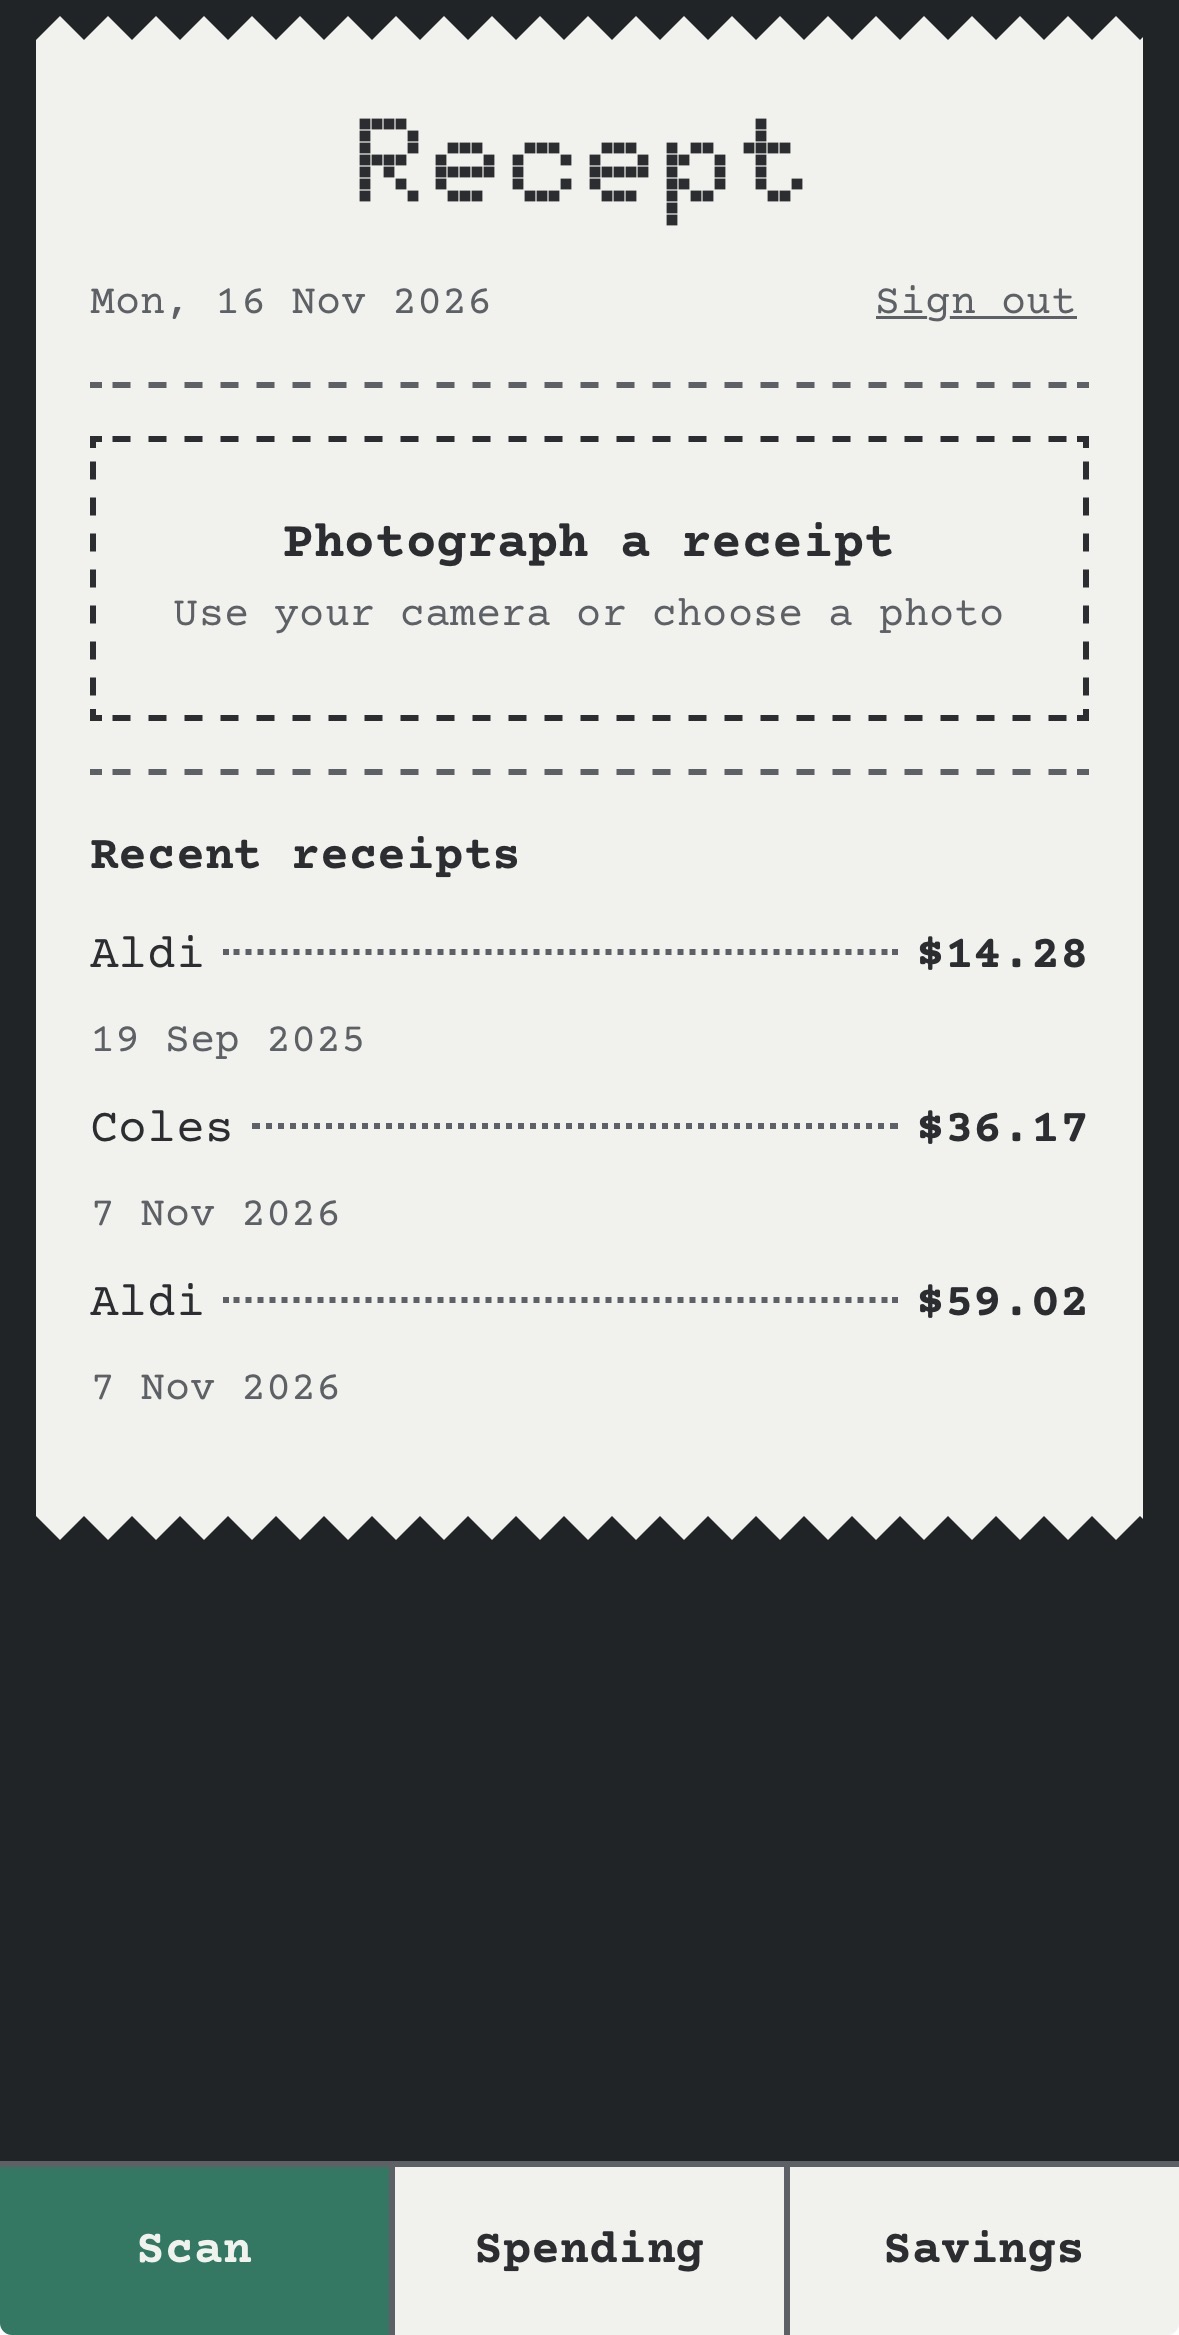 Recept
Mon, 16 Nov 2026 Sign out
Photograph a receipt
Use your camera or choose a photo
Recent receipts
Aldi $14.28
19 Sep 2025
Coles $36.17
7 Nov 2026
Aldi $59.02
7 Nov 2026
Scan Spending Savings